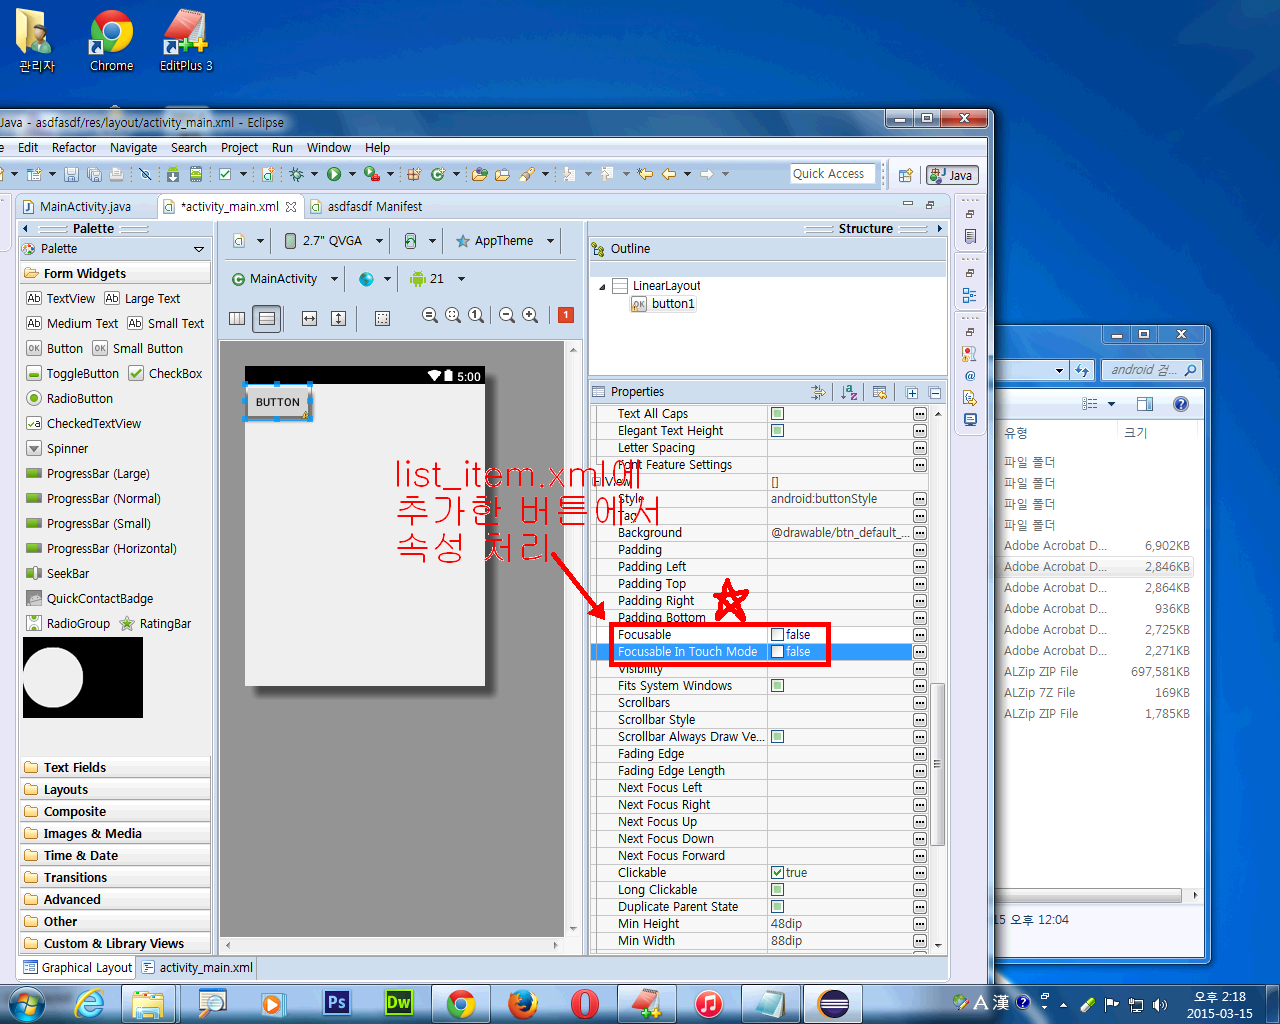 관리자
Chrome
EditPlus 3
Java - asdfasdf/res/layout/activity_main.xml - Eclipse
e Edit Refactor Navigate Search Project Run Window Help
Quick Access
Java
MainActivity.java
*activity_main.xml
asdfasdf Manifest
Palette
Palette
Form Widgets
Ab TextView Ab Large Text
Ab Medium Text Ab Small Text
OK Button OK Small Button
ToggleButton CheckBox
RadioButton
CheckedTextView
Spinner
ProgressBar (Large)
ProgressBar (Normal)
ProgressBar (Small)
ProgressBar (Horizontal)
SeekBar
QuickContactBadge
RadioGroup RatingBar
Text Fields
Layouts
Composite
Images & Media
Time & Date
Transitions
Advanced
Other
Custom & Library Views
Graphical Layout
activity_main.xml
2.7" QVGA
AppTheme
MainActivity
21
1
5:00
BUTTON
list_item.xml에
추가한 버튼에서
속성 처리
Structure
Outline
LinearLayout
OK button1
Properties
Text All Caps
Elegant Text Height
Letter Spacing
Font Feature Settings
View []
Style android:buttonStyle
Tag
Background @drawable/btn_default_...
Padding
Padding Left
Padding Top
Padding Right
Padding Bottom
Focusable false
Focusable In Touch Mode false
Visibility
Fits System Windows
Scrollbars
Scrollbar Style
Scrollbar Always Draw Ve...
Fading Edge
Fading Edge Length
Next Focus Left
Next Focus Right
Next Focus Up
Next Focus Down
Next Focus Forward
Clickable true
Long Clickable
Duplicate Parent State
Min Height 48dip
Min Width 88dip
android 검...
유형 크기
파일 폴더
파일 폴더
파일 폴더
파일 폴더
Adobe Acrobat D... 6,902KB
Adobe Acrobat D... 2,846KB
Adobe Acrobat D... 2,864KB
Adobe Acrobat D... 936KB
Adobe Acrobat D... 2,725KB
Adobe Acrobat D... 2,271KB
ALZip ZIP File 697,581KB
ALZip 7Z File 169KB
ALZip ZIP File 1,785KB
15 오후 12:04
Ps
Dw
A 漢
오후 2:18
2015-03-15